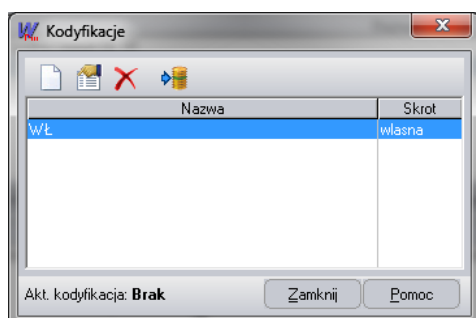 Kodyfikacje
Nazwa Skrot
WŁ wlasna
Akt. kodyfikacja: Brak Zamknij Pomoc